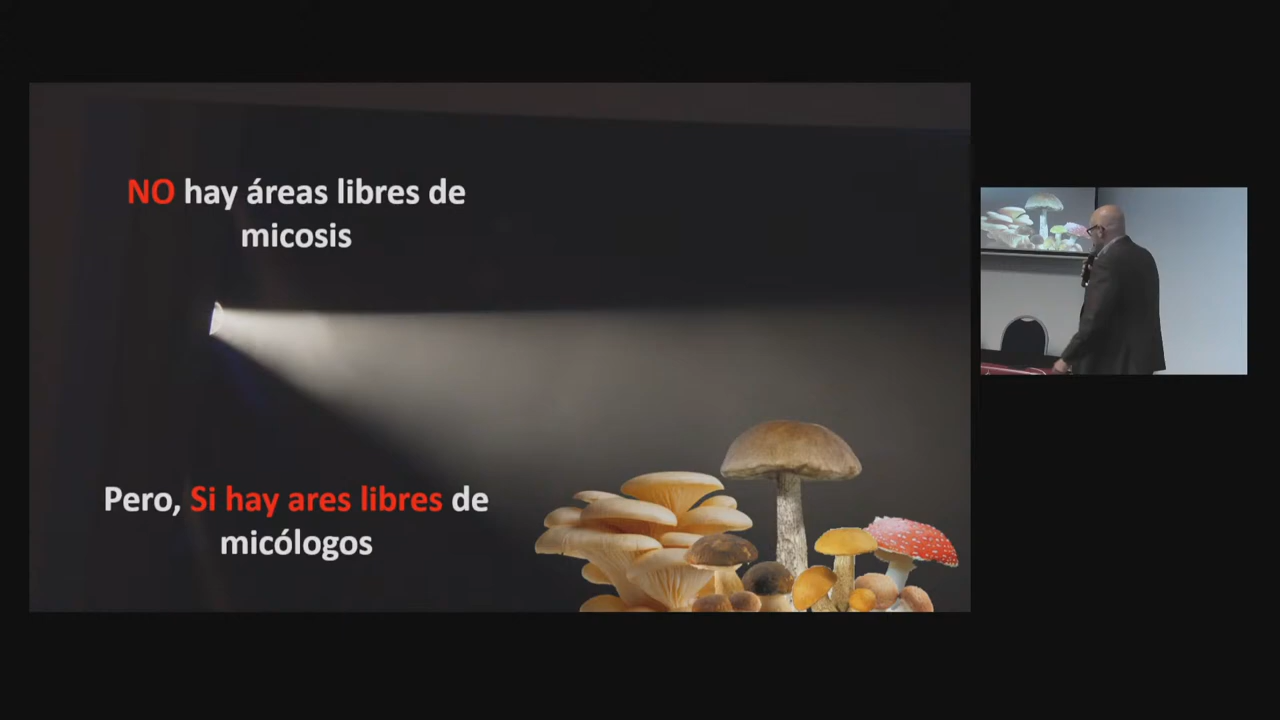 NO hay áreas libres de
micosis
Pero, Si hay ares libres de
micólogos